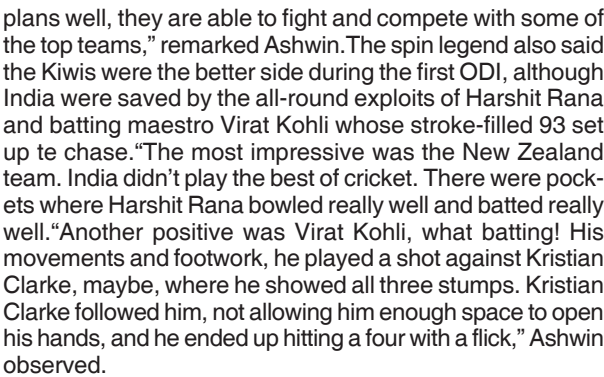 plans well, they are able to fight and compete with some of
the top teams,” remarked Ashwin.The spin legend also said
the Kiwis were the better side during the first ODI, although
India were saved by the all-round exploits of Harshit Rana
and batting maestro Virat Kohli whose stroke-filled 93 set
up te chase.“The most impressive was the New Zealand
team. India didn’t play the best of cricket. There were pock-
ets where Harshit Rana bowled really well and batted really
well.“Another positive was Virat Kohli, what batting! His
movements and footwork, he played a shot against Kristian
Clarke, maybe, where he showed all three stumps. Kristian
Clarke followed him, not allowing him enough space to open
his hands, and he ended up hitting a four with a flick,” Ashwin
observed.